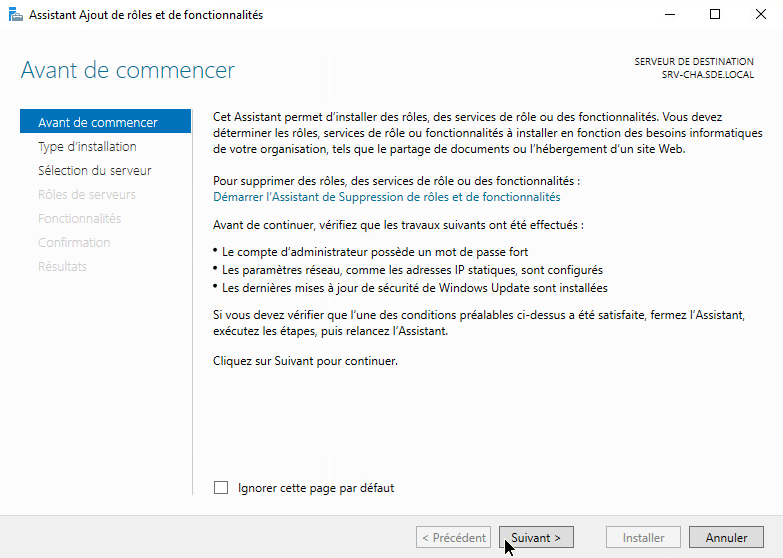 Assistant Ajout de rôles et de fonctionnalités
Avant de commencer
SERVEUR DE DESTINATION
SRV-CHA.SDE.LOCAL
Avant de commencer
Type d'installation
Sélection du serveur
Rôles de serveurs
Fonctionnalités
Confirmation
Résultats
Cet Assistant permet d'installer des rôles, des services de rôle ou des fonctionnalités. Vous devez
déterminer les rôles, services de rôle ou fonctionnalités à installer en fonction des besoins informatiques
de votre organisation, tels que le partage de documents ou l'hébergement d'un site Web.
Pour supprimer des rôles, des services de rôle ou des fonctionnalités :
Démarrer l'Assistant de Suppression de rôles et de fonctionnalités
Avant de continuer, vérifiez que les travaux suivants ont été effectués :
• Le compte d'administrateur possède un mot de passe fort
• Les paramètres réseau, comme les adresses IP statiques, sont configurés
• Les dernières mises à jour de sécurité de Windows Update sont installées
Si vous devez vérifier que l'une des conditions préalables ci-dessus a été satisfaite, fermez l'Assistant,
exécutez les étapes, puis relancez l'Assistant.
Cliquez sur Suivant pour continuer.
Ignorer cette page par défaut
< Précédent
Suivant >
Installer
Annuler